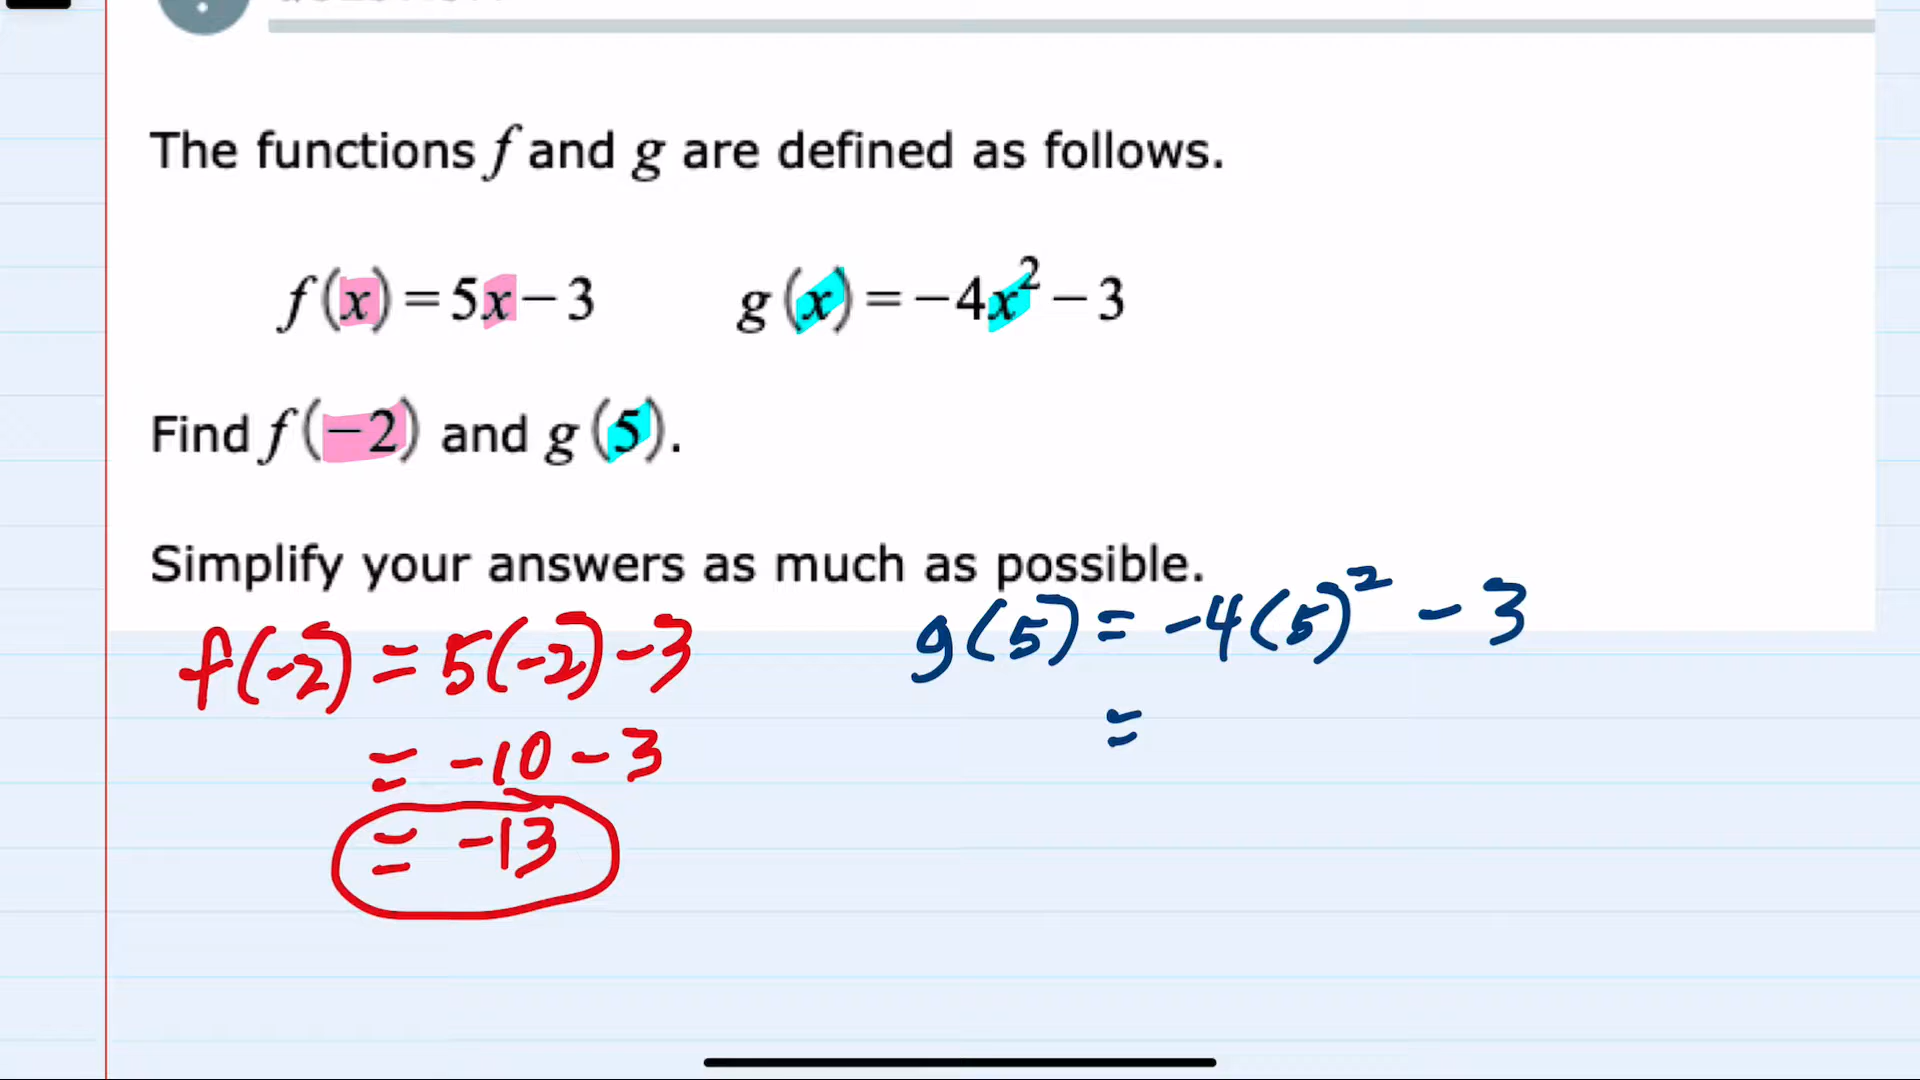 The functions f and g are defined as follows.
f(x)=5x−3 g(x)=−4x²−3
Find f(−2) and g(5).
Simplify your answers as much as possible.
f(-2) = 5(-2)-3
= -10-3
= -13
g(5) = -4(5)² - 3
=